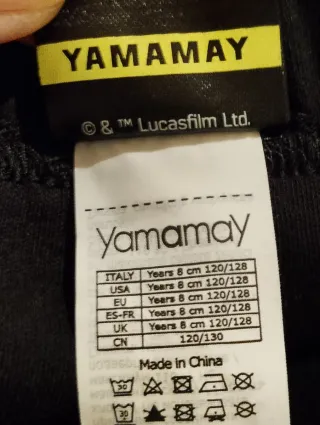 YAMAMAY
© & ™ Lucasfilm Ltd.
yamamay
ITALY Years 8 cm 120/128
USA Years 8 cm 120/128
EU Years 8 cm 120/128
ES-FR Years 8 cm 120/128
UK Years 8 cm 120/128
CN 120/130
Made in China
30
30